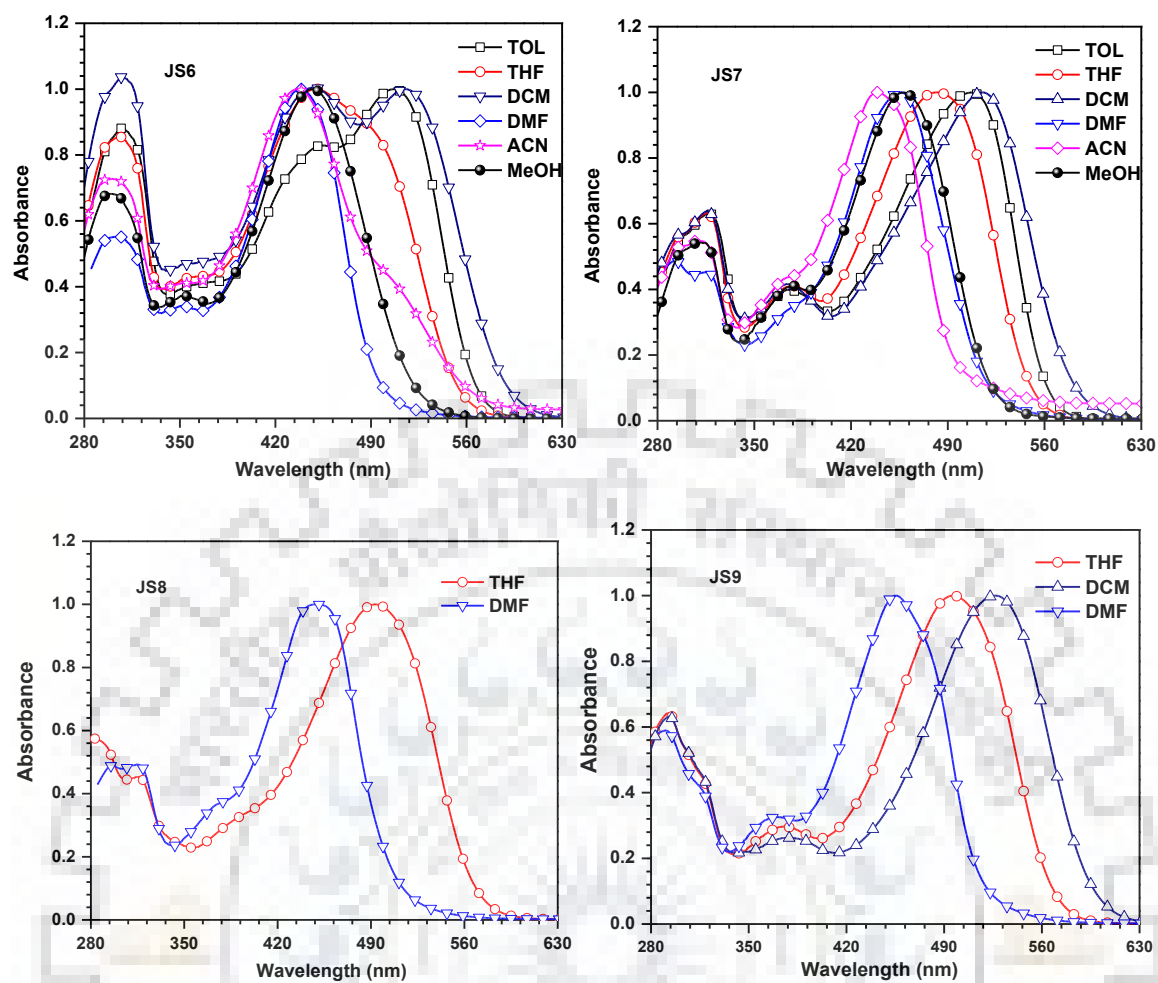 1.2
1.0
0.8
0.6
0.4
0.2
0.0
Absorbance
JS6
TOL
THF
DCM
DMF
ACN
MeOH
280 350 420 490 560 630
Wavelength (nm)
1.2
1.0
0.8
0.6
0.4
0.2
0.0
Absorbance
JS7
TOL
THF
DCM
DMF
ACN
MeOH
280 350 420 490 560 630
Wavelength (nm)
1.2
1.0
0.8
0.6
0.4
0.2
0.0
Absorbance
JS8
THF
DMF
280 350 420 490 560 630
Wavelength (nm)
1.2
1.0
0.8
0.6
0.4
0.2
0.0
Absorbance
JS9
THF
DCM
DMF
280 350 420 490 560 630
Wavelength (nm)